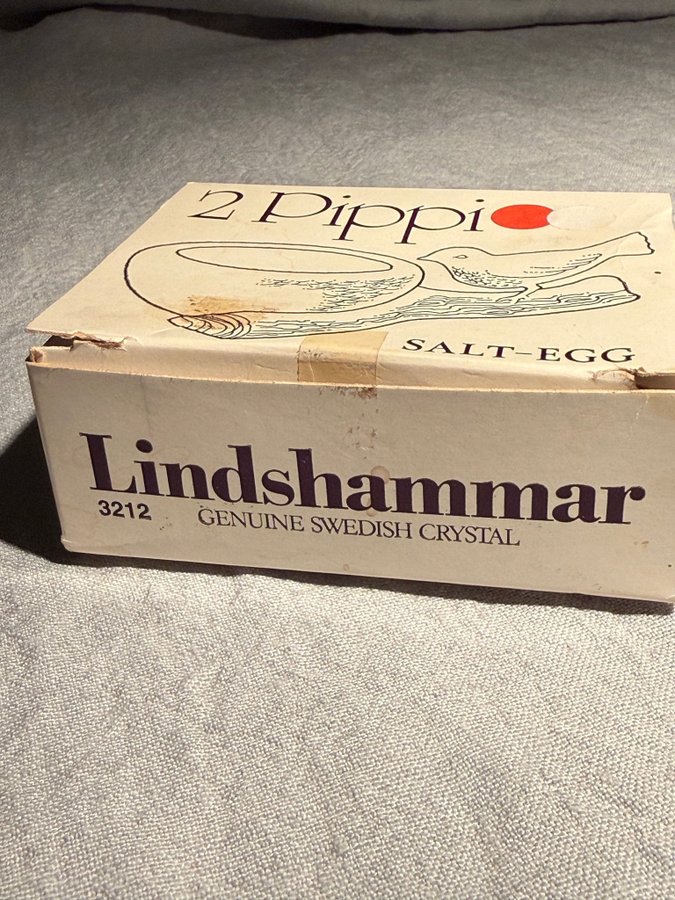 2 Pippi
SALT-EGG
Lindshammar
3212
GENUINE SWEDISH CRYSTAL